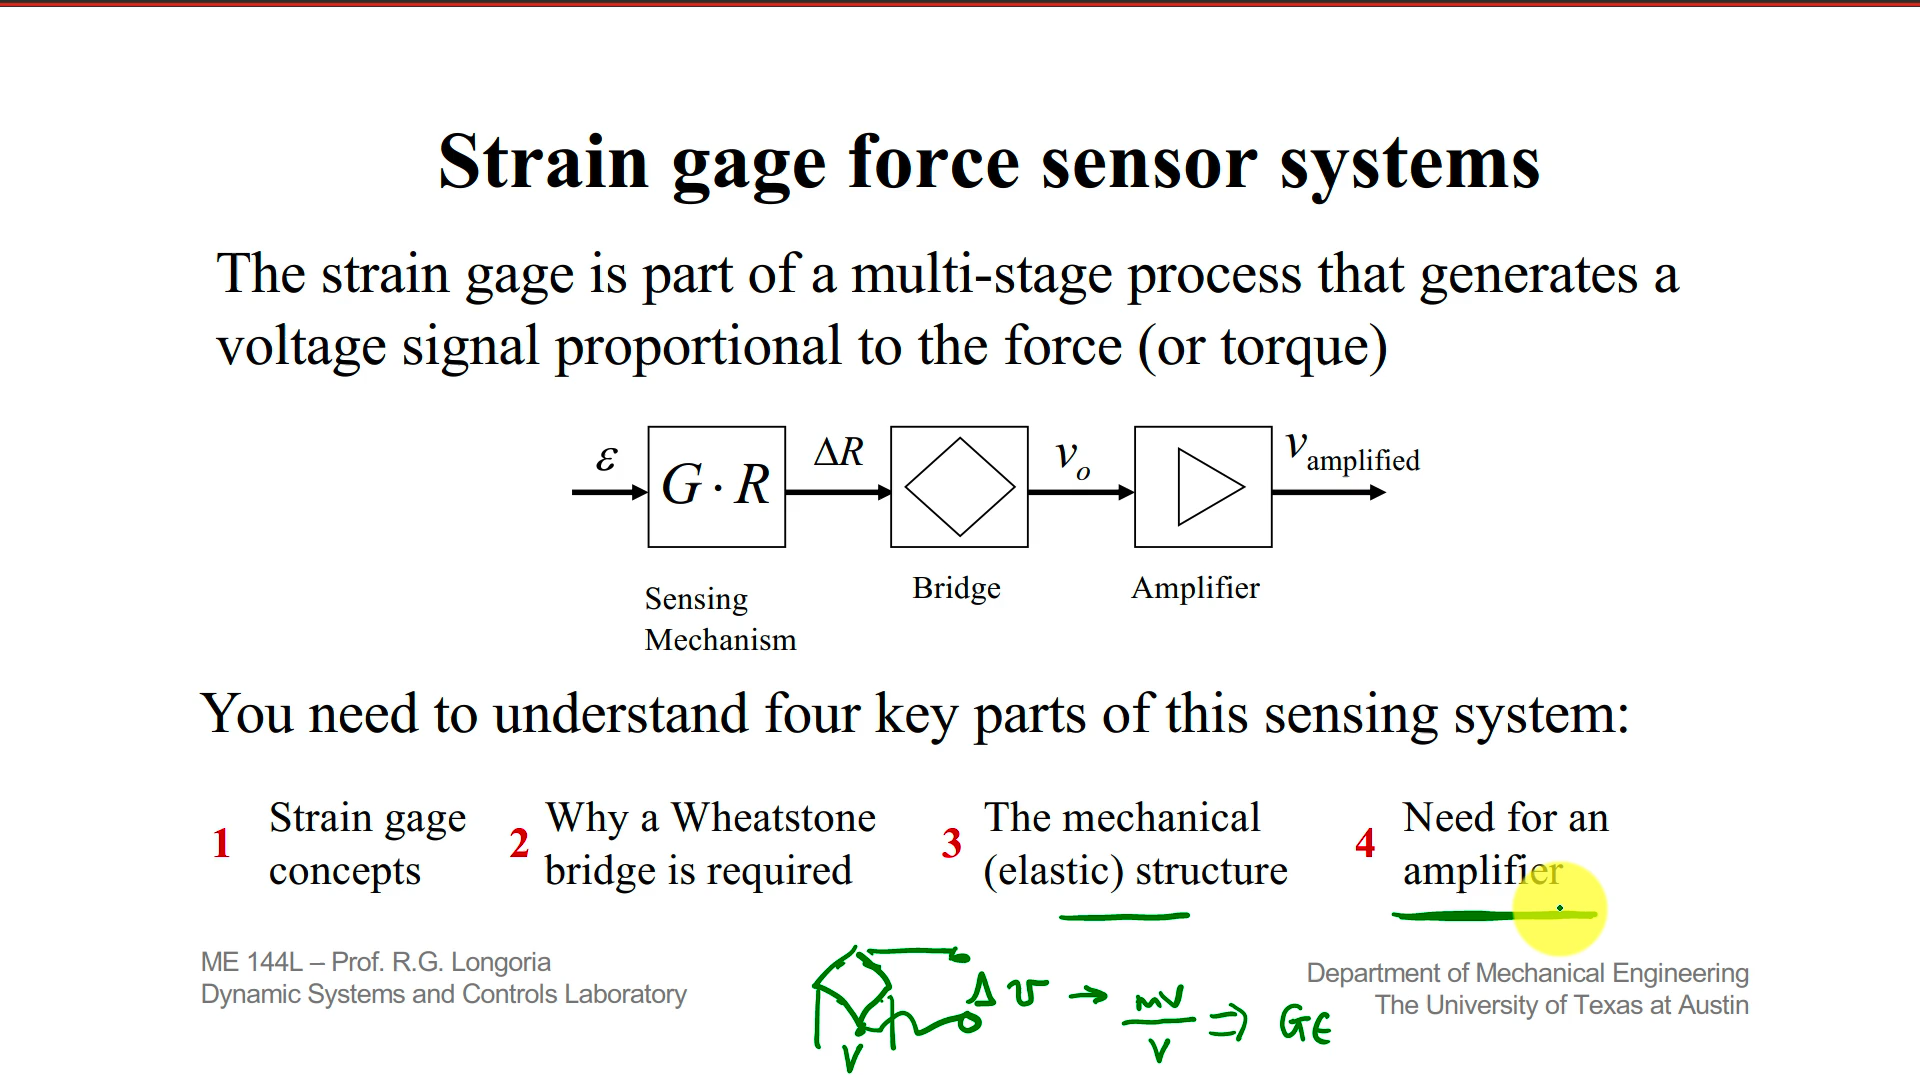 Strain gage force sensor systems
The strain gage is part of a multi-stage process that generates a
voltage signal proportional to the force (or torque)
ε G · R ΔR v_o v_amplified
Sensing
Mechanism
Bridge
Amplifier
You need to understand four key parts of this sensing system:
1 Strain gage
concepts
2 Why a Wheatstone
bridge is required
3 The mechanical
(elastic) structure
4 Need for an
amplifier
ME 144L – Prof. R.G. Longoria
Dynamic Systems and Controls Laboratory
Department of Mechanical Engineering
The University of Texas at Austin
V
Δv → mV/V ⇒ Gϵ